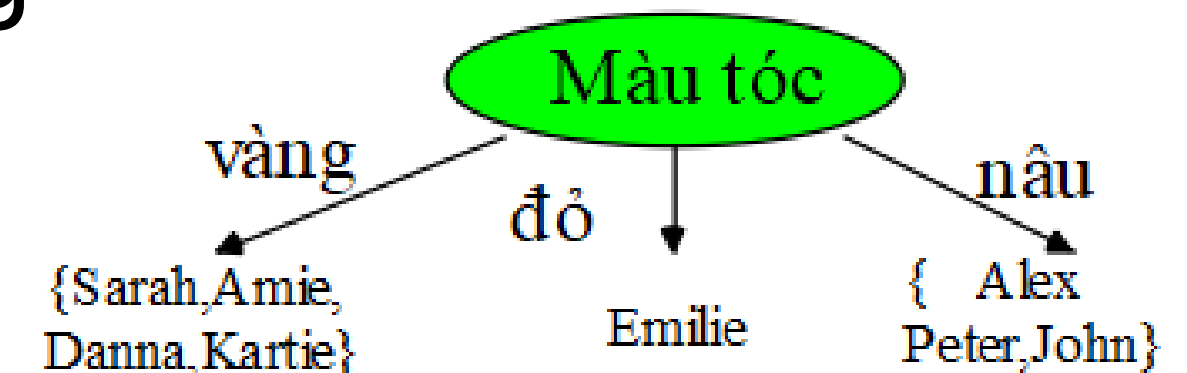 Màu tóc
vàng
đỏ
nâu
{Sarah,Amie,
Danna,Kartie}
Emilie
{ Alex
Peter,John}